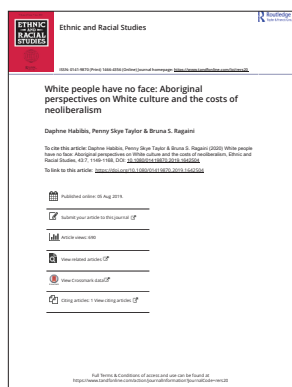 ETHNIC
AND
RACIAL
STUDIES
Ethnic and Racial Studies
Routledge
ISSN: 0141-9870 (Print) 1466-4356 (Online) Journal homepage: https://www.tandfonline.com/loi/rers20
White people have no face: Aboriginal
perspectives on White culture and the costs of
neoliberalism
Daphne Habibis, Penny Skye Taylor & Bruna S. Ragaini
To cite this article: Daphne Habibis, Penny Skye Taylor & Bruna S. Ragaini (2020) White people
have no face: Aboriginal perspectives on White culture and the costs of neoliberalism, Ethnic and
Racial Studies, 43:7, 1149-1168, DOI: 10.1080/01419870.2019.1642504
To link to this article: https://doi.org/10.1080/01419870.2019.1642504
Published online: 05 Aug 2019.
Submit your article to this journal
Article views: 690
View related articles
View Crossmark data
Citing articles: 1 View citing articles
Full Terms & Conditions of access and use can be found at
https://www.tandfonline.com/action/journalInformation?journalCode=rers20